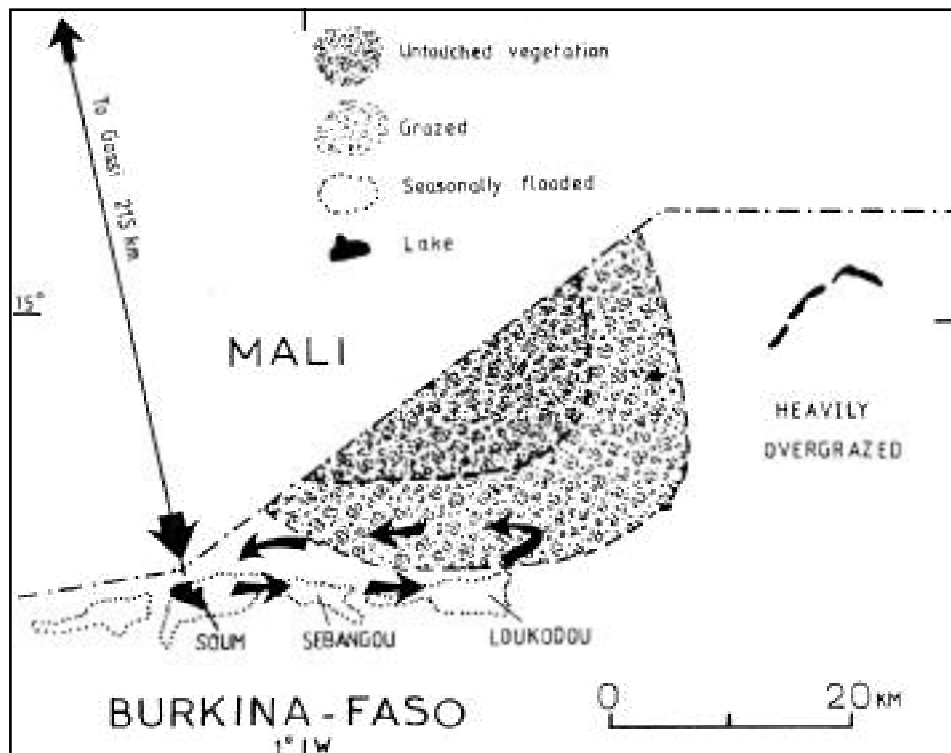 Untouched vegetation
To Gossi 215 km
Grazed
Seasonally flooded
Lake
15°
MALI
HEAVILY
OVERGRAZED
SOUM
SEBANGOU
LOUKODOU
0 20 KM
BURKINA-FASO